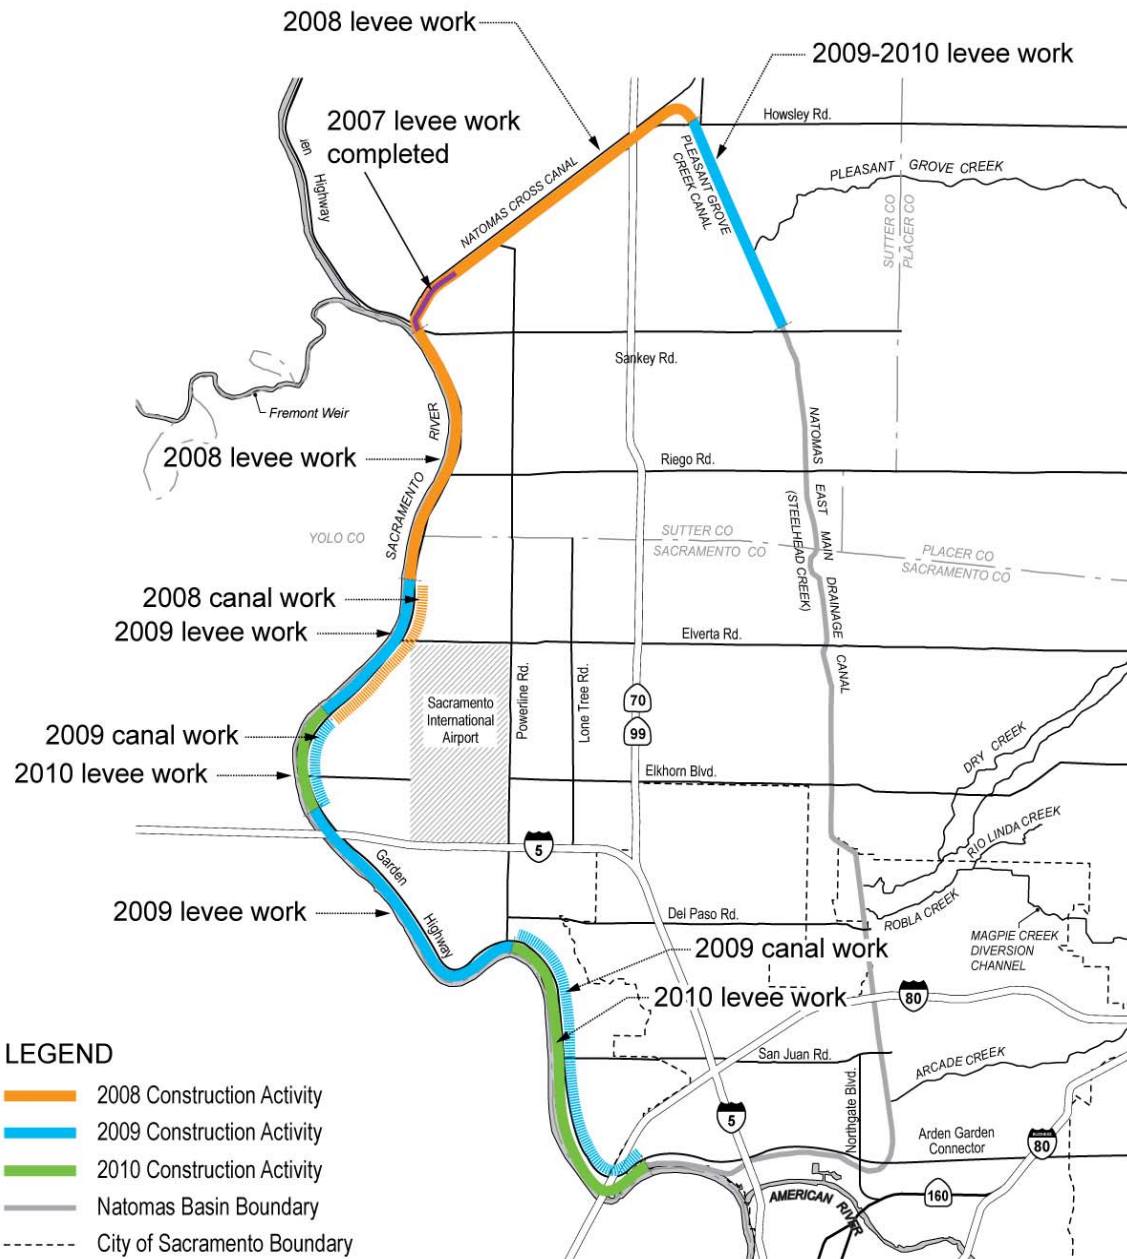 2008 levee work
2009-2010 levee work
2007 levee work
completed
Howsley Rd.
PLEASANT GROVE CREEK
PLEASANT GROVE
CREEK CANAL
NATOMAS CROSS CANAL
Highway
SUTTER CO
PLACER CO
Sankey Rd.
Fremont Weir
SACRAMENTO RIVER
2008 levee work
Riego Rd.
NATOMAS EAST MAIN DRAINAGE CANAL
(STEELHEAD CREEK)
YOLO CO
SUTTER CO
SACRAMENTO CO
PLACER CO
SACRAMENTO CO
2008 canal work
2009 levee work
Elverta Rd.
Sacramento
International
Airport
Powerline Rd.
Lone Tree Rd.
70
99
2009 canal work
2010 levee work
Elkhorn Blvd.
DRY CREEK
RIO LINDA CREEK
5
Garden
Highway
2009 levee work
Del Paso Rd.
ROBLA CREEK
MAGPIE CREEK
DIVERSION
CHANNEL
2009 canal work
2010 levee work
80
San Juan Rd.
ARCADE CREEK
Northgate Blvd.
5
Arden Garden
Connector
80
160
AMERICAN RIVER
LEGEND
2008 Construction Activity
2009 Construction Activity
2010 Construction Activity
Natomas Basin Boundary
City of Sacramento Boundary